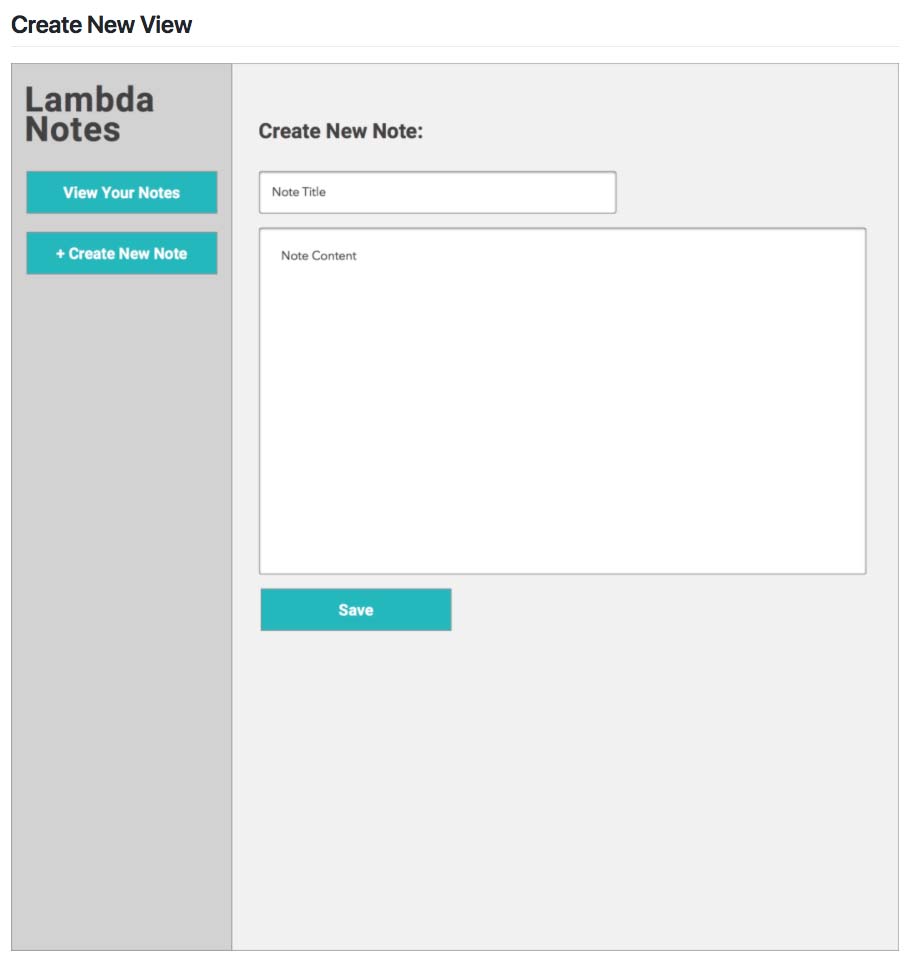 Create New View
Lambda
Notes
View Your Notes
+ Create New Note
Create New Note:
Note Title
Note Content
Save